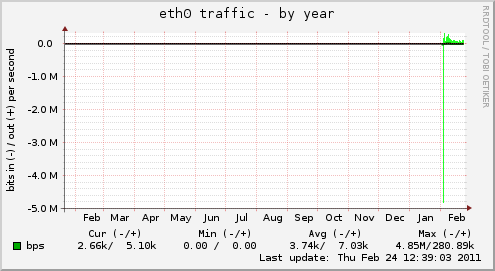 eth0 traffic - by year
RRDTOOL / TOBI OETIKER
bits in (-) / out (+) per second
0.0
-1.0 M
-2.0 M
-3.0 M
-4.0 M
-5.0 M
Feb Mar Apr May Jun Jul Aug Sep Oct Nov Dec Jan Feb
Cur (-/+) Min (-/+) Avg (-/+) Max (-/+)
bps 2.66k/ 5.10k 0.00 / 0.00 3.74k/ 7.03k 4.85M/280.89k
Last update: Thu Feb 24 12:39:03 2011